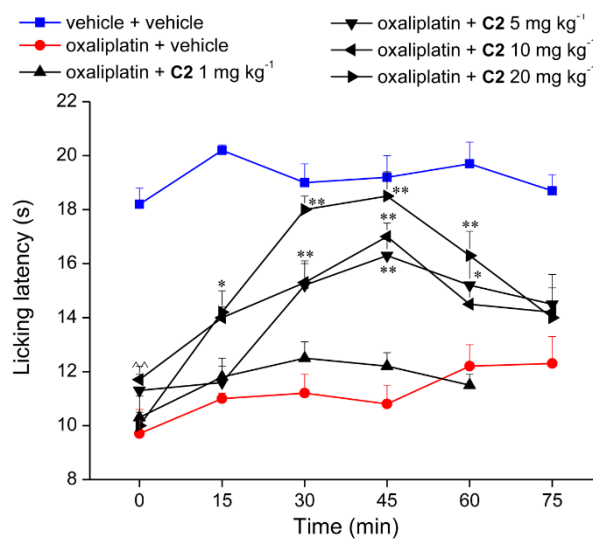 vehicle + vehicle
oxaliplatin + vehicle
oxaliplatin + C2 1 mg kg⁻¹
oxaliplatin + C2 5 mg kg⁻¹
oxaliplatin + C2 10 mg kg⁻¹
oxaliplatin + C2 20 mg kg⁻¹
Licking latency (s)
22
20
18
16
14
12
10
8
^^
*
**
**
**
**
**
**
*
0 15 30 45 60 75
Time (min)